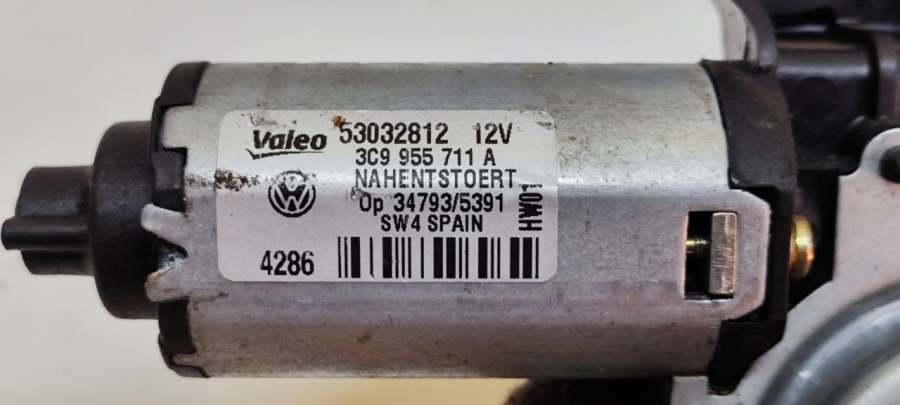 Valeo 53032812 12V
3C9 955 711 A
NAHENTSTOERT
Op 34793/5391
SW4 SPAIN
HW01
4286